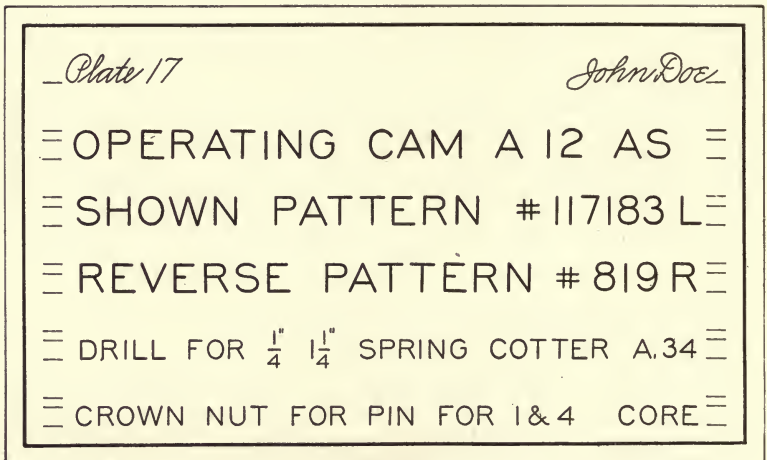 Plate 17 John Doe
OPERATING CAM A 12 AS
SHOWN PATTERN #117183 L
REVERSE PATTERN #819 R
DRILL FOR 1/4" 1 1/4" SPRING COTTER A.34
CROWN NUT FOR PIN FOR 1&4 CORE